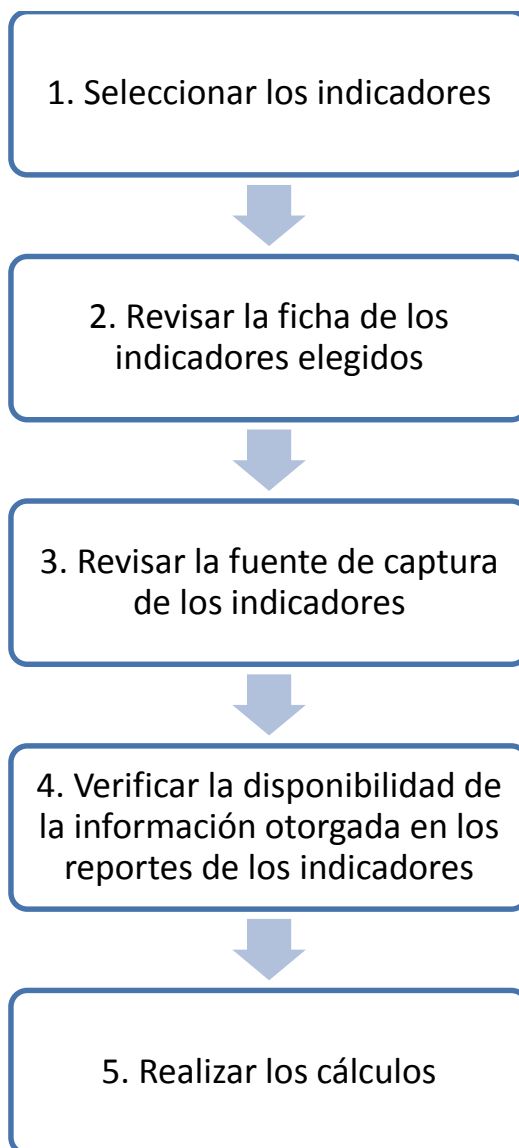 1. Seleccionar los indicadores
2. Revisar la ficha de los
indicadores elegidos
3. Revisar la fuente de captura
de los indicadores
4. Verificar la disponibilidad de
la información otorgada en los
reportes de los indicadores
5. Realizar los cálculos